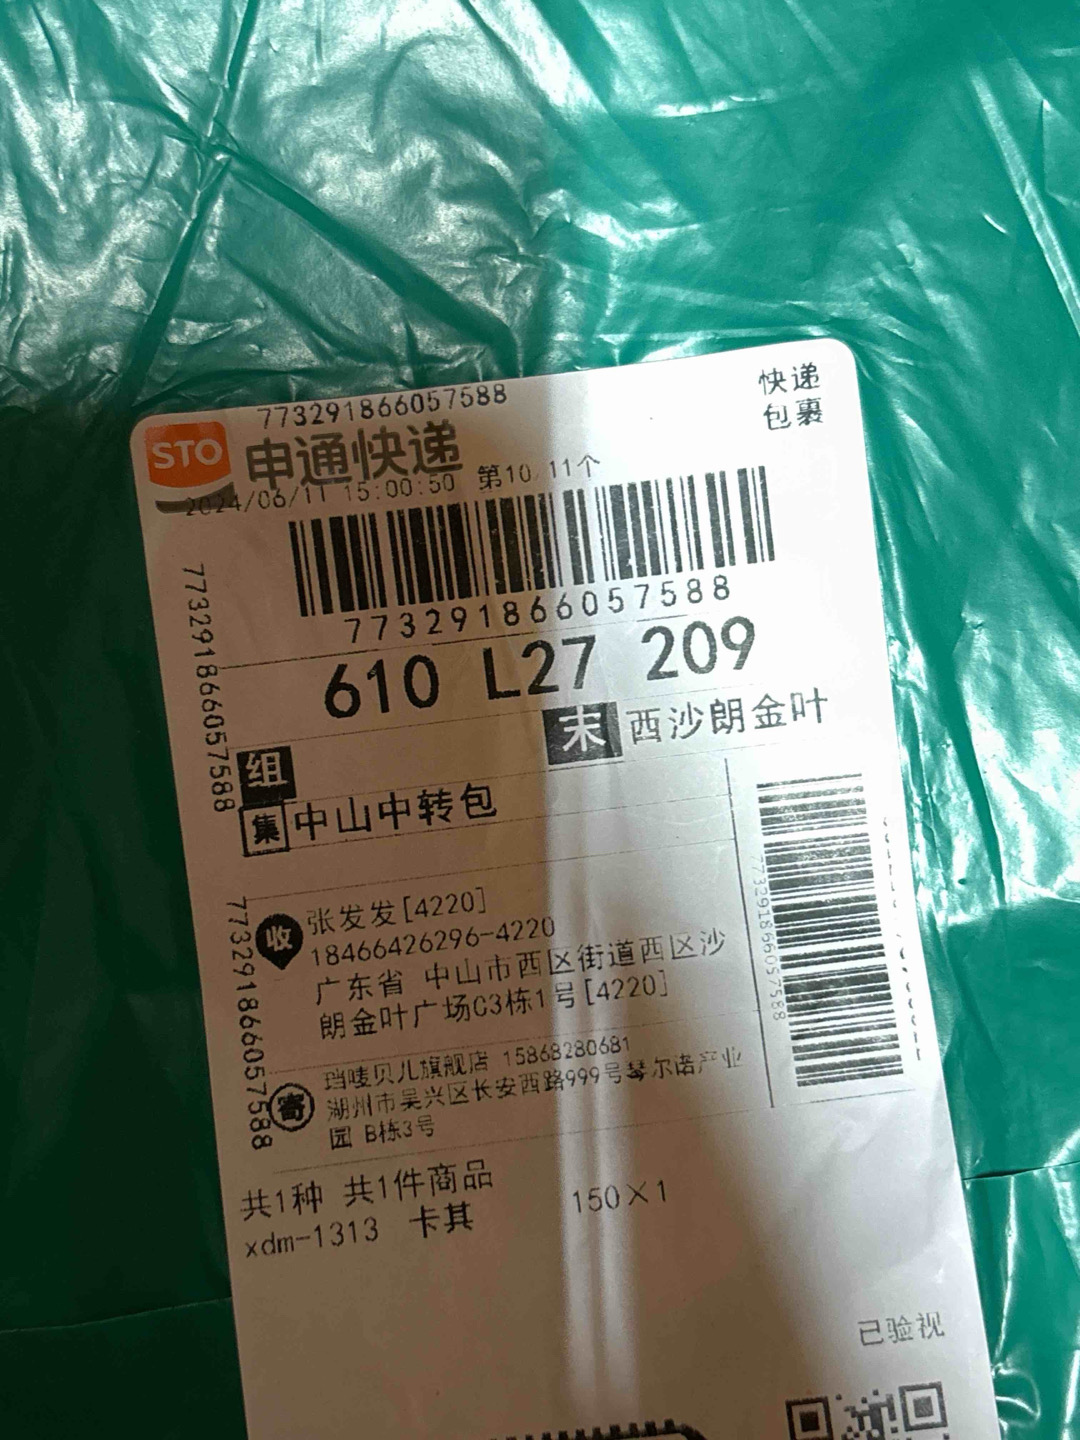 773291866057588
快递
包裹
STO 申通快递
2024/06/11 15:00:50 第10/11个
773291866057588
610 L27 209
末 西沙朗金叶
组
集 中山中转包
773291866057588
773291866057588
773291866057588
收 张发发[4220]
18466426296-4220
广东省 中山市西区街道西区沙
朗金叶广场C3栋1号[4220]
寄 珰唛贝儿旗舰店 15868280681
湖州市吴兴区长安西路999号琴尔诺产业
园 B栋3号
共1种 共1件商品
xdm-1313 卡其 150×1
已验视